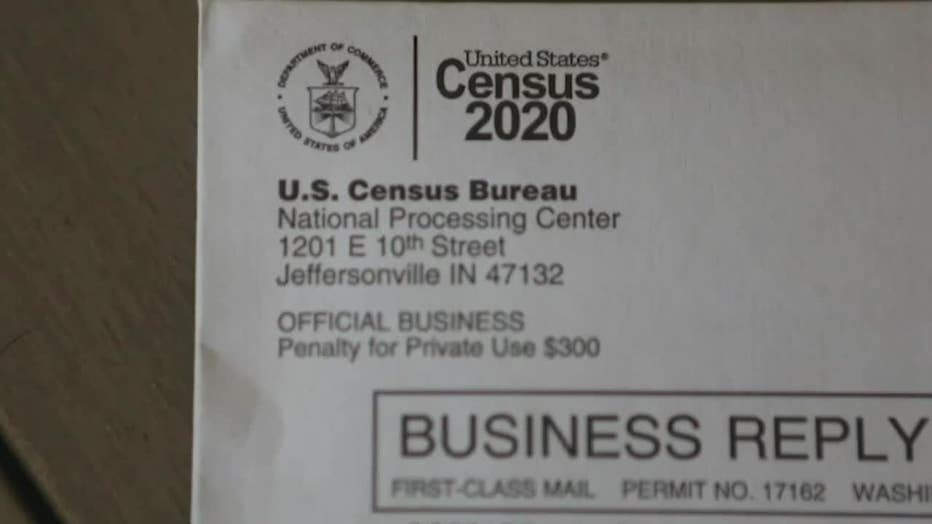 DEPARTMENT OF COMMERCE
UNITED STATES OF AMERICA
United States®
Census
2020
U.S. Census Bureau
National Processing Center
1201 E 10th Street
Jeffersonville IN 47132
OFFICIAL BUSINESS
Penalty for Private Use $300
BUSINESS REPLY
FIRST-CLASS MAIL PERMIT NO. 17162 WASHI